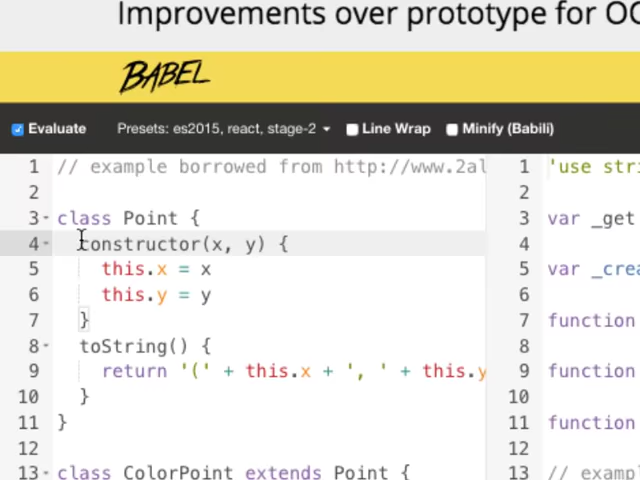 Improvements over prototype for OO
BABEL
Evaluate Presets: es2015, react, stage-2 Line Wrap Minify (Babili)
1 // example borrowed from http://www.2al
2
3 class Point {
4 constructor(x, y) {
5 this.x = x
6 this.y = y
7 }
8 toString() {
9 return '(' + this.x + ', ' + this.y
10 }
11 }
12
13 class ColorPoint extends Point {
1 'use stri
2
3 var _get
4
5 var _crea
6
7 function
8
9 function
10
11 function
12
13 // exampl